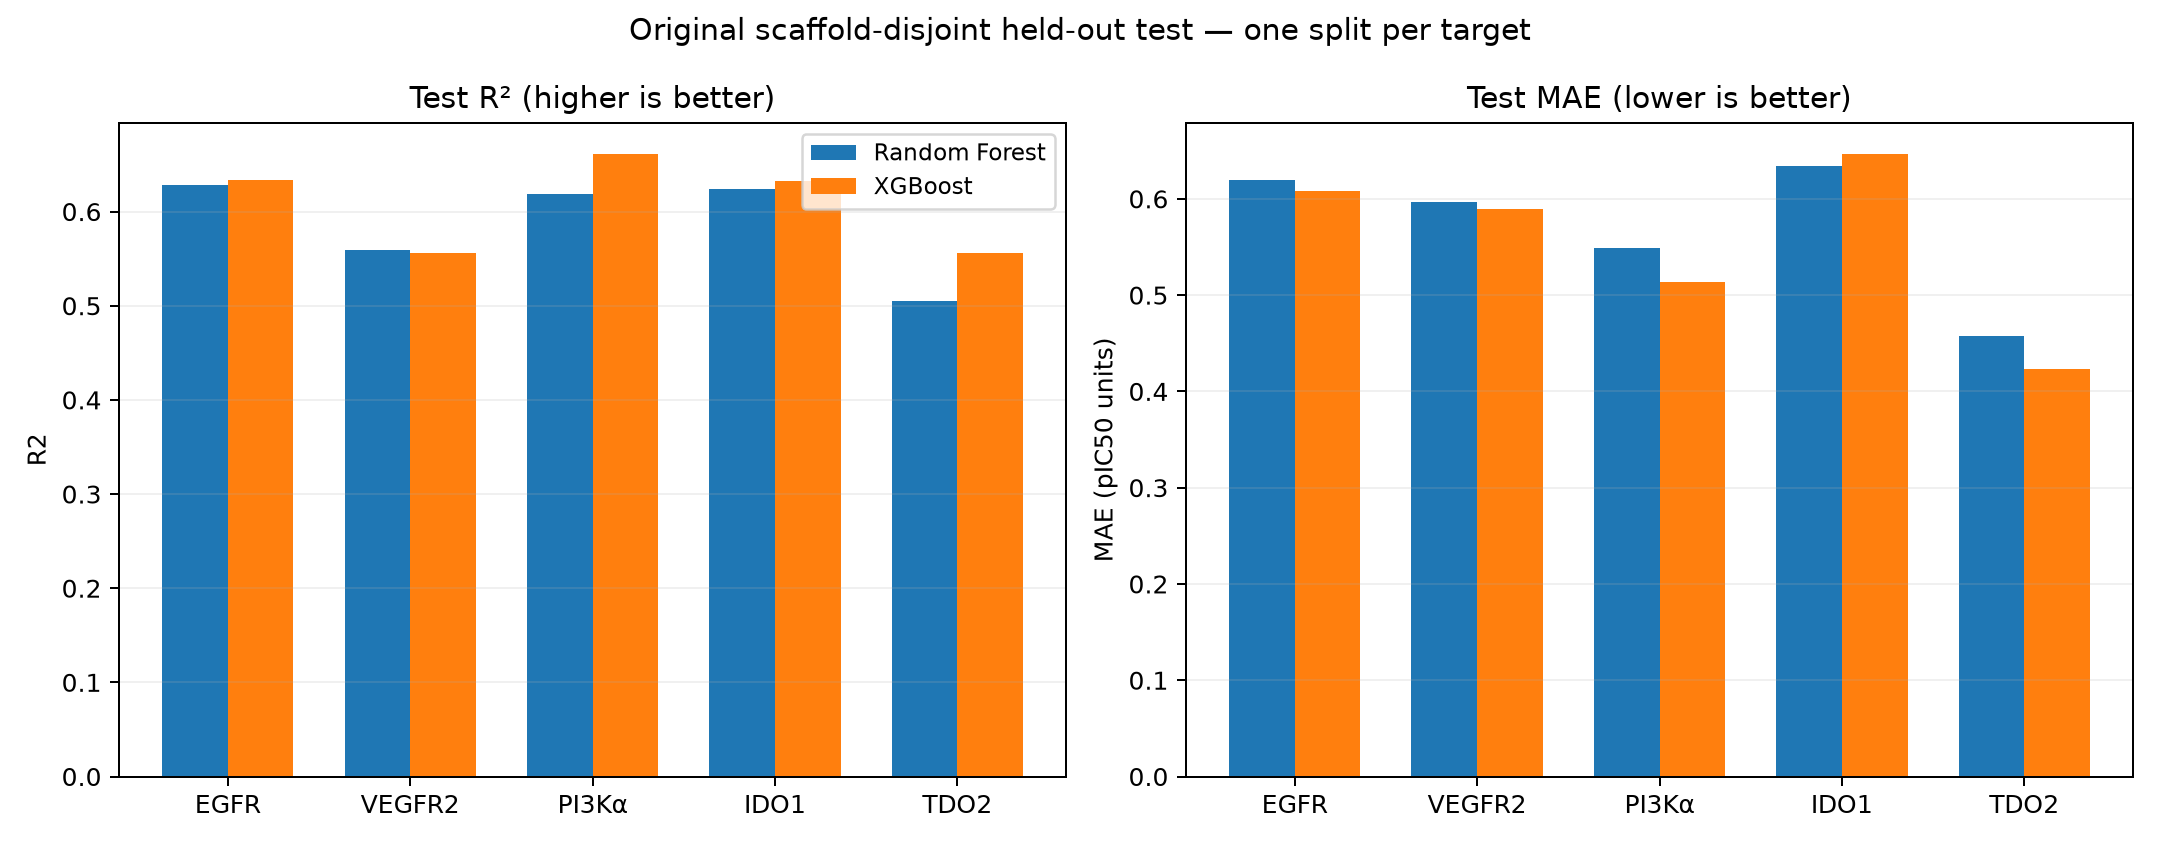 Original scaffold-disjoint held-out test — one split per target
Test R² (higher is better)
Random Forest
XGBoost
R2
0.6
0.5
0.4
0.3
0.2
0.1
0.0
EGFR
VEGFR2
PI3Kα
IDO1
TDO2
Test MAE (lower is better)
MAE (pIC50 units)
0.6
0.5
0.4
0.3
0.2
0.1
0.0
EGFR
VEGFR2
PI3Kα
IDO1
TDO2